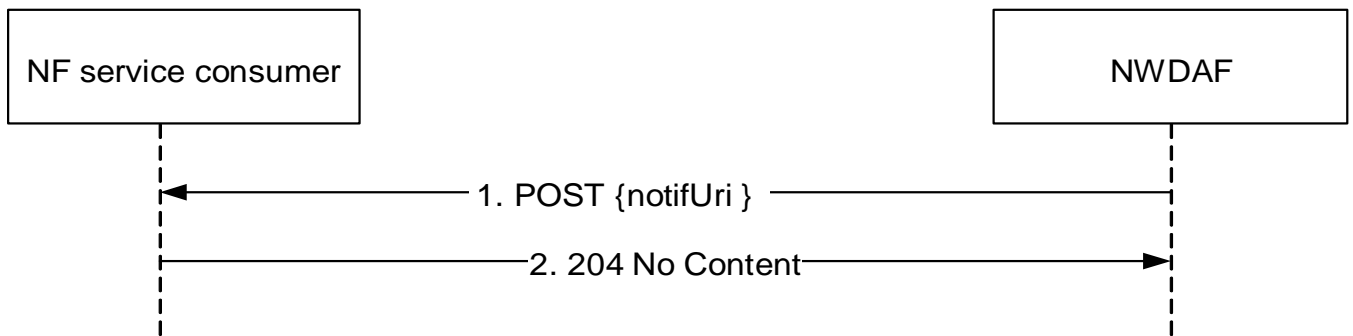 NF service consumer
NWDAF
1. POST {notifUri }
2. 204 No Content